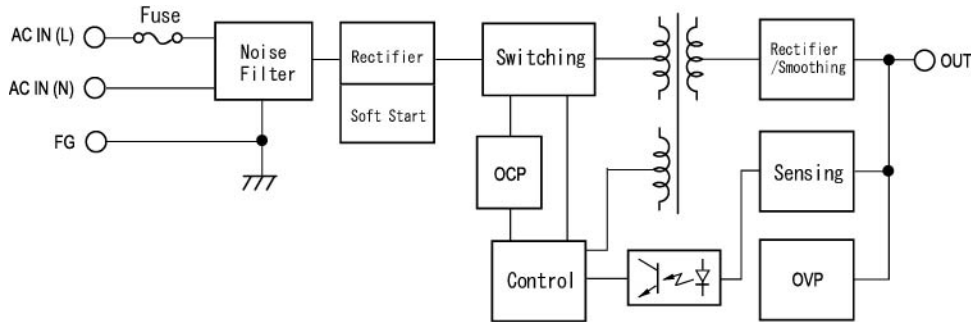 Fuse
AC IN (L)
Noise
Filter
Rectifier
Soft Start
Switching
Rectifier
/Smoothing
OUT
AC IN (N)
FG
OCP
Sensing
Control
OVP